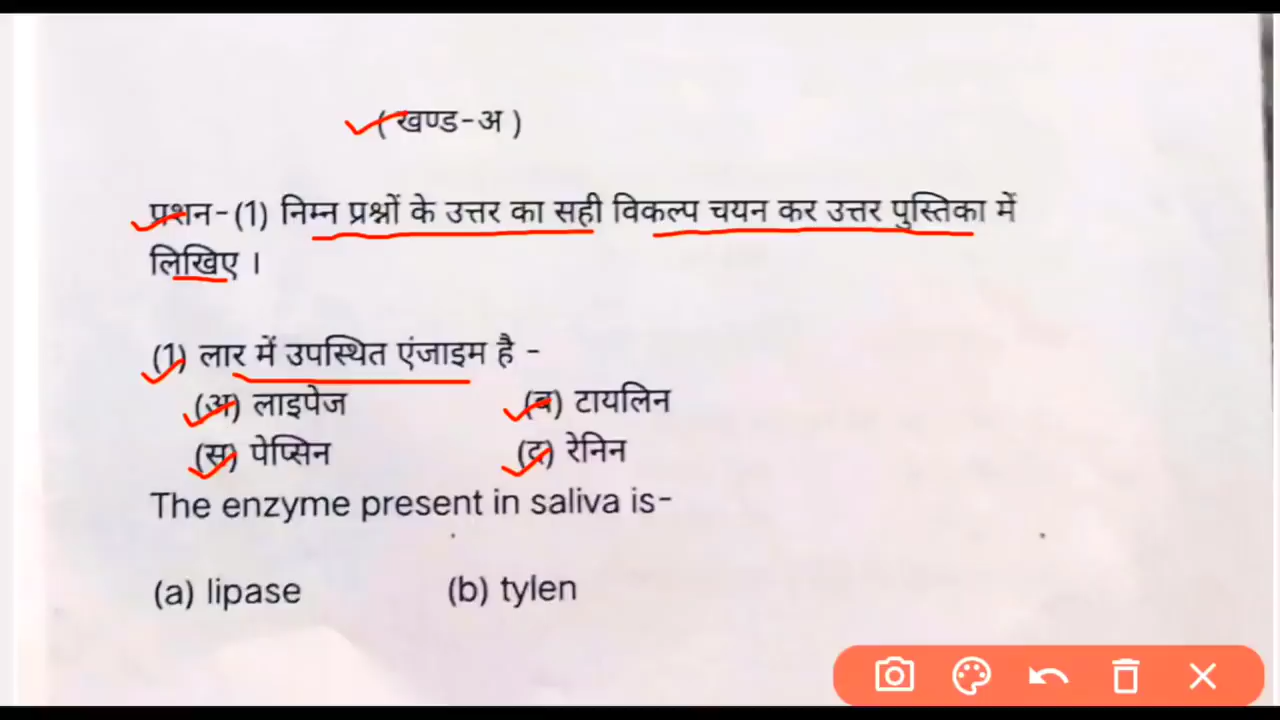 ( खण्ड-अ )
प्रशन-(1) निम्न प्रश्नों के उत्तर का सही विकल्प चयन कर उत्तर पुस्तिका में
लिखिए ।
(1) लार में उपस्थित एंजाइम है -
(अ) लाइपेज (ब) टायलिन
(स) पेप्सिन (द) रेनिन
The enzyme present in saliva is-
(a) lipase (b) tylen